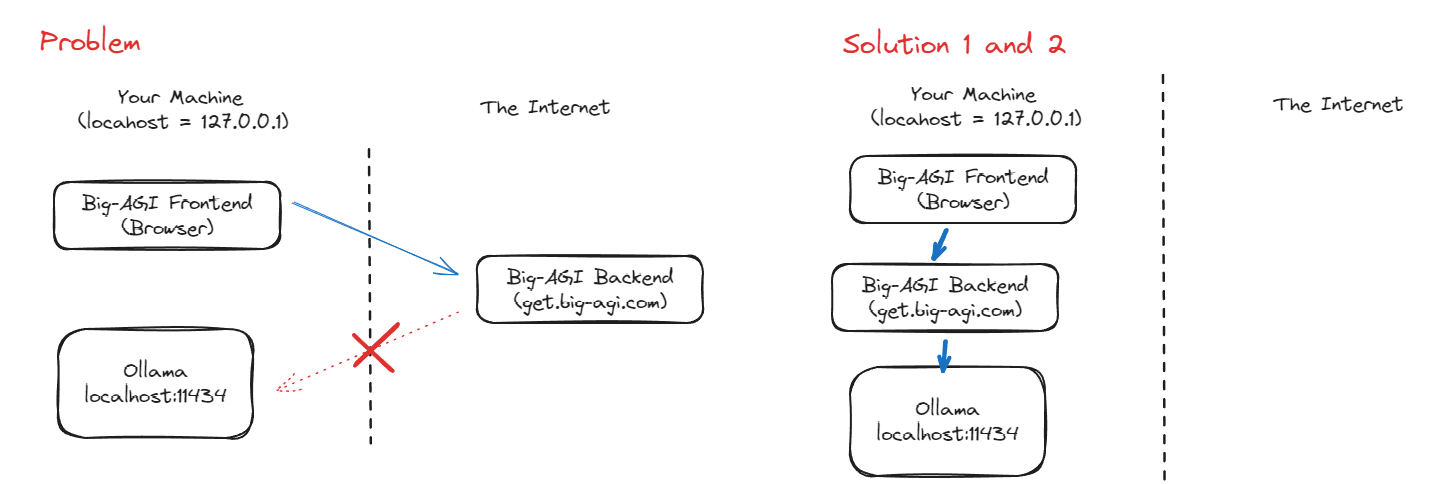 Problem
Your Machine
(locahost = 127.0.0.1)
The Internet
Big-AGI Frontend
(Browser)
Big-AGI Backend
(get.big-agi.com)
Ollama
localhost:11434
Solution 1 and 2
Your Machine
(locahost = 127.0.0.1)
The Internet
Big-AGI Frontend
(Browser)
Big-AGI Backend
(get.big-agi.com)
Ollama
localhost:11434